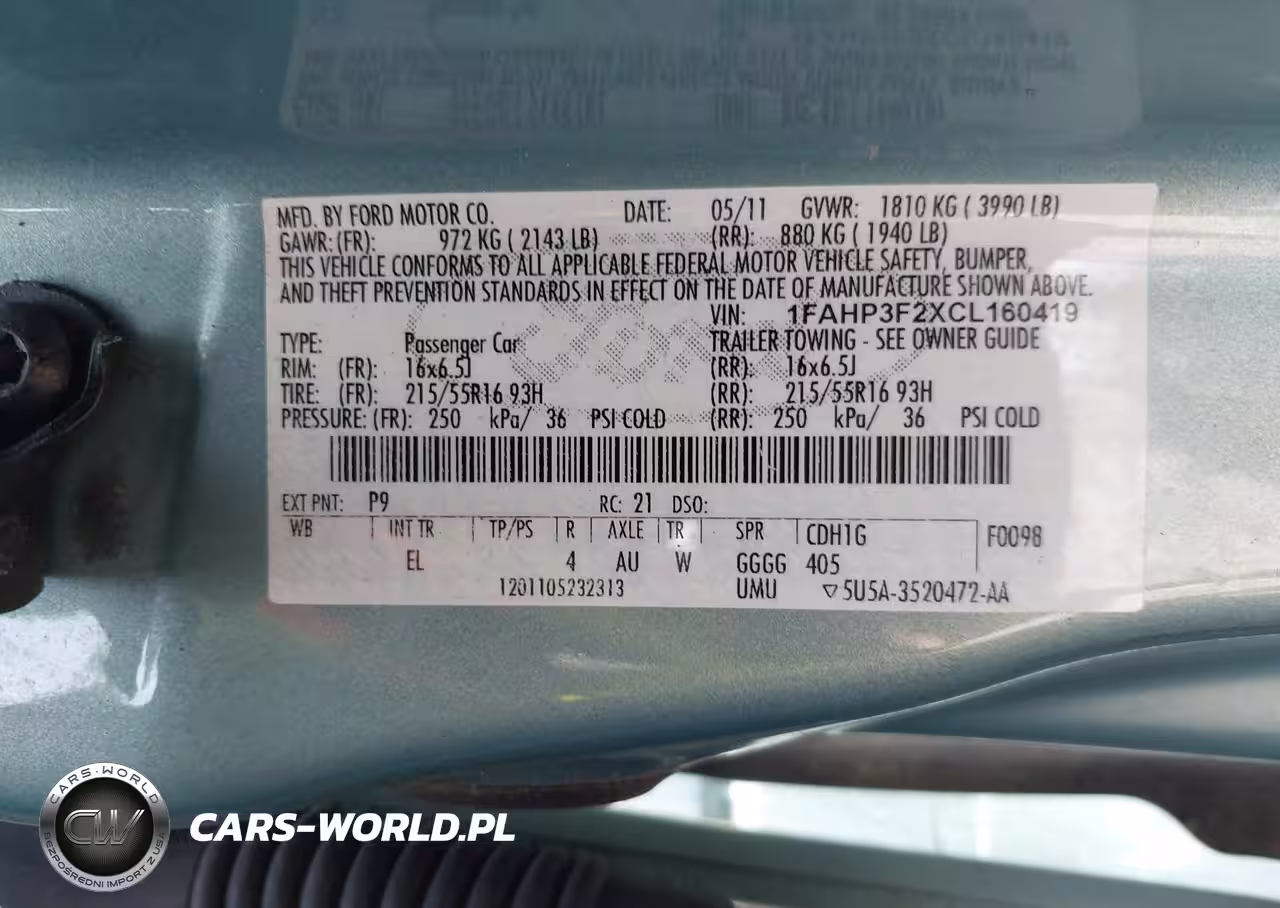 MFD. BY FORD MOTOR CO. DATE: 05/11 GVWR: 1810 KG ( 3990 LB)
GAWR: (FR): 972 KG ( 2143 LB) (RR): 880 KG ( 1940 LB)
THIS VEHICLE CONFORMS TO ALL APPLICABLE FEDERAL MOTOR VEHICLE SAFETY, BUMPER,
AND THEFT PREVENTION STANDARDS IN EFFECT ON THE DATE OF MANUFACTURE SHOWN ABOVE.
VIN: 1FAHP3F2XCL160419
TYPE: Passenger Car TRAILER TOWING - SEE OWNER GUIDE
RIM: (FR): 16x6.5J (RR): 16x6.5J
TIRE: (FR): 215/55R16 93H (RR): 215/55R16 93H
PRESSURE: (FR): 250 kPa/ 36 PSI COLD (RR): 250 kPa/ 36 PSI COLD
EXT PNT: P9 RC: 21 DSO:
WB INT TR TP/PS R AXLE TR SPR CDH1G F0098
EL 4 AU W GGGG 405
1201105232313 UMU ▽5U5A-3520472-AA
CARS-WORLD
CW
BEZPOŚREDNI IMPORT Z USA
CARS-WORLD.PL